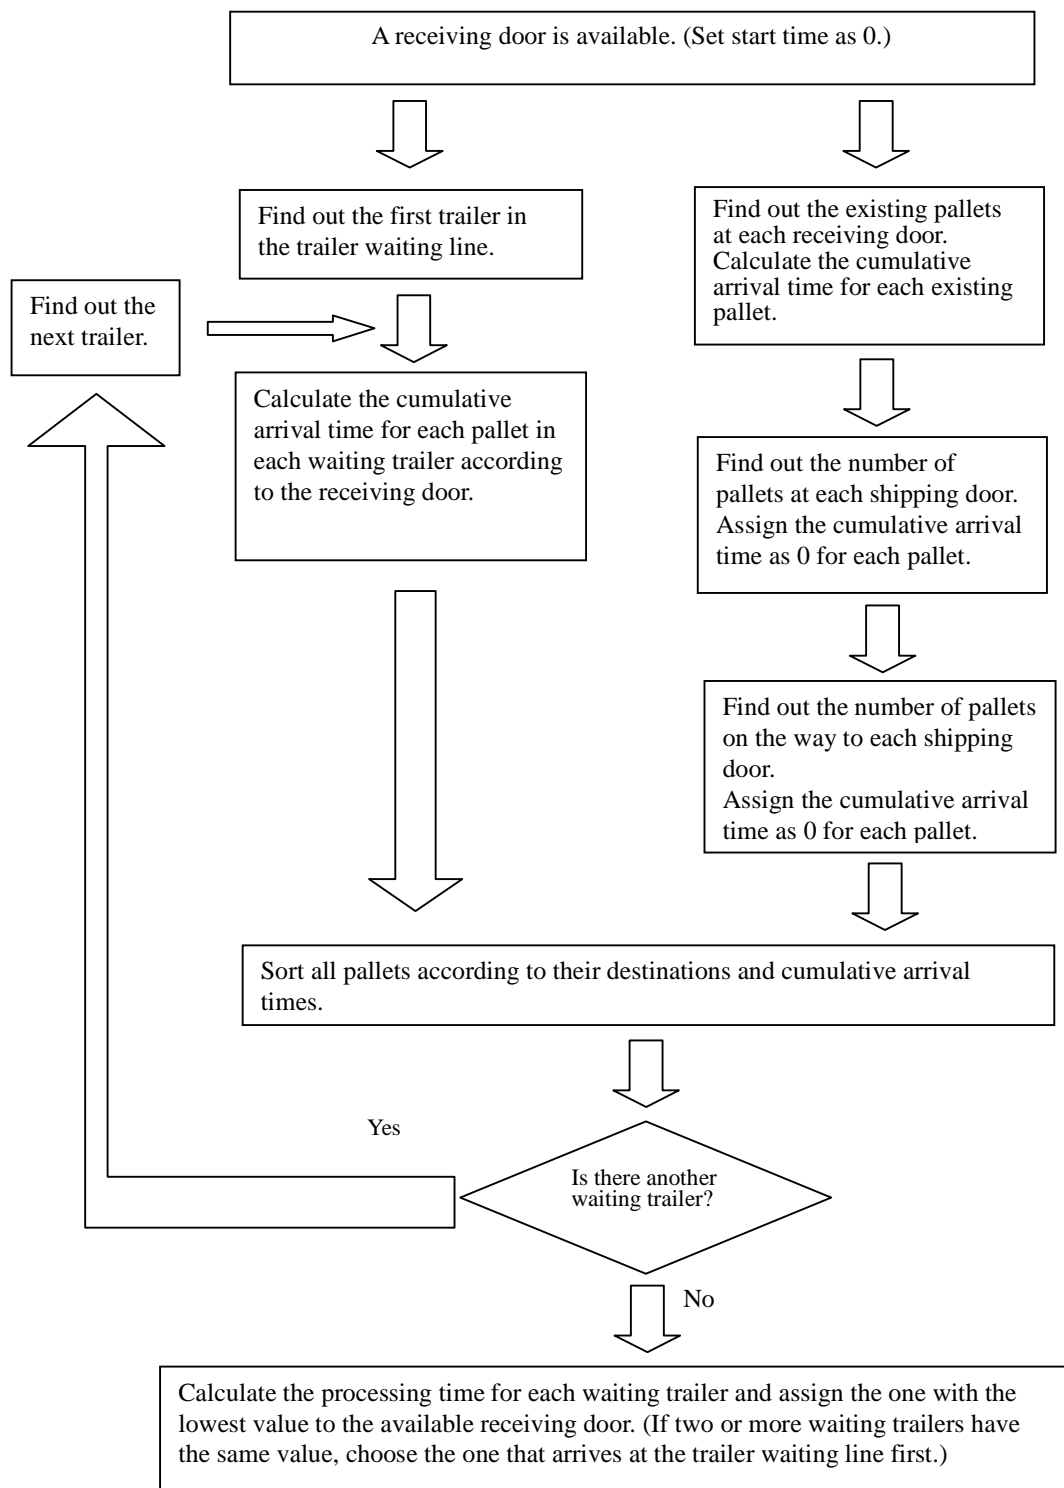 A receiving door is available. (Set start time as 0.)
Find out the first trailer in
the trailer waiting line.
Find out the existing pallets
at each receiving door.
Calculate the cumulative
arrival time for each existing
pallet.
Find out the
next trailer.
Calculate the cumulative
arrival time for each pallet in
each waiting trailer according
to the receiving door.
Find out the number of
pallets at each shipping door.
Assign the cumulative arrival
time as 0 for each pallet.
Find out the number of pallets
on the way to each shipping
door.
Assign the cumulative arrival
time as 0 for each pallet.
Sort all pallets according to their destinations and cumulative arrival
times.
Yes
Is there another
waiting trailer?
No
Calculate the processing time for each waiting trailer and assign the one with the
lowest value to the available receiving door. (If two or more waiting trailers have
the same value, choose the one that arrives at the trailer waiting line first.)